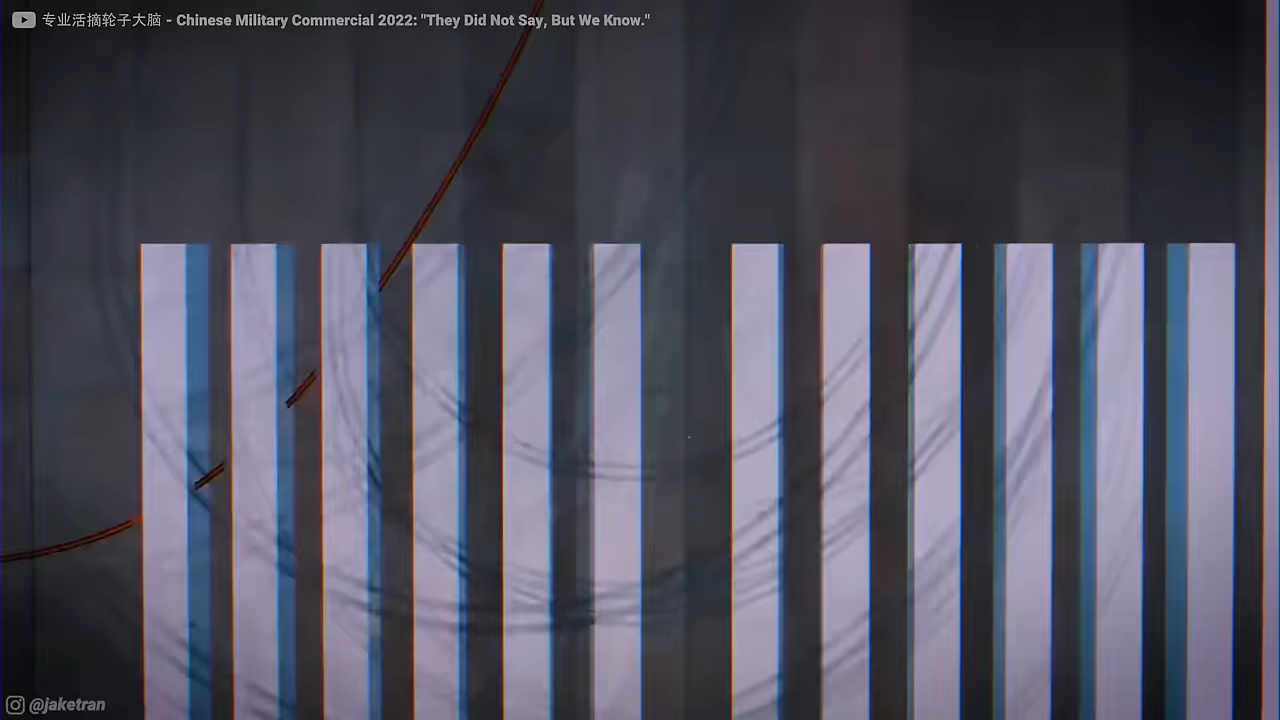 专业活摘轮子大脑 - Chinese Military Commercial 2022: "They Did Not Say, But We Know."
@jaketran